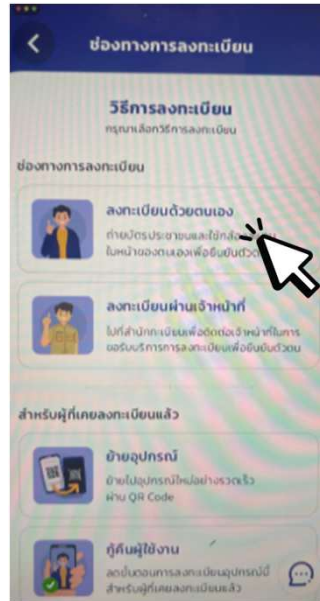 ช่องทางการลงทะเบียน
วิธีการลงทะเบียน
กรุณาเลือกวิธีการลงทะเบียน
ช่องทางการลงทะเบียน
ลงทะเบียนด้วยตนเอง
ถ่ายบัตรประชาชนและใช้กล้อง
ใบหน้าของตนเองเพื่อยืนยันตัวต
ลงทะเบียนผ่านเจ้าหน้าที่
ไปที่สำนักทะเบียนเพื่อติดต่อเจ้าหน้าที่ในการ
ขอรับบริการการลงทะเบียนเพื่อยืนยันตัวตน
สำหรับผู้ที่เคยลงทะเบียนแล้ว
ย้ายอุปกรณ์
ย้ายไปอุปกรณ์ใหม่อย่างรวดเร็ว
ผ่าน QR Code
กู้คืนผู้ใช้งาน
ลดขั้นตอนการลงทะเบียนอุปกรณ์นี้
สำหรับผู้ที่เคยลงทะเบียนแล้ว